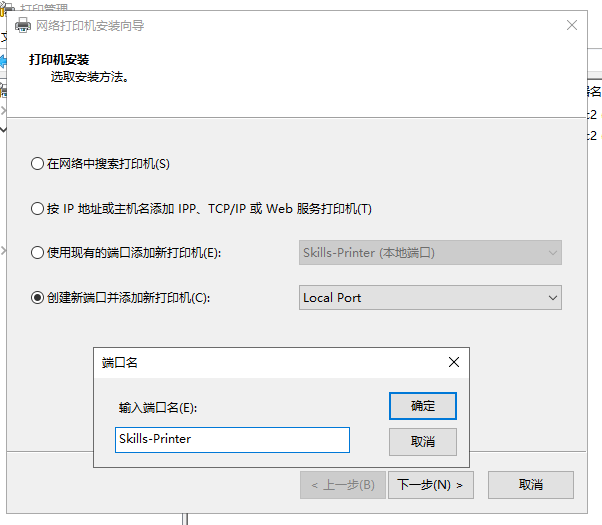 打印管理
网络打印机安装向导
打印机安装
选取安装方法。
器名
c2
c2
在网络中搜索打印机(S)
按 IP 地址或主机名添加 IPP、TCP/IP 或 Web 服务打印机(T)
使用现有的端口添加新打印机(E): Skills-Printer (本地端口)
创建新端口并添加新打印机(C): Local Port
端口名
输入端口名(E):
确定
Skills-Printer
取消
< 上一步(B) 下一步(N) > 取消